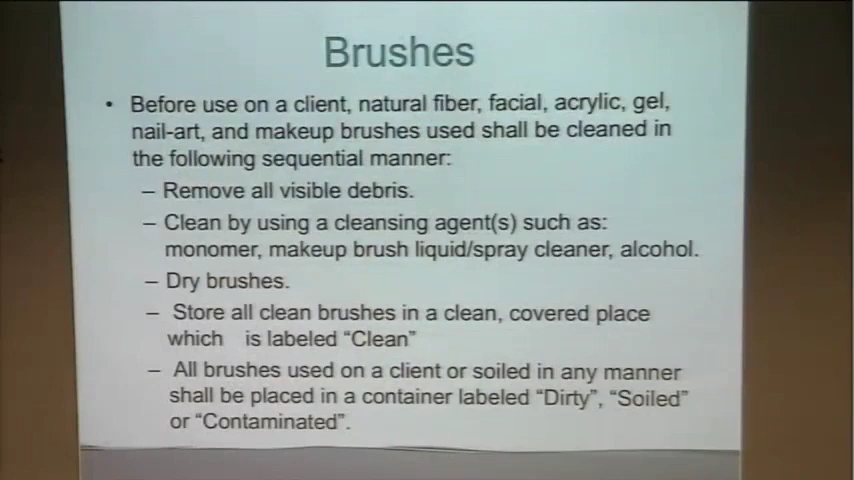 Brushes
• Before use on a client, natural fiber, facial, acrylic, gel,
nail-art, and makeup brushes used shall be cleaned in
the following sequential manner:
– Remove all visible debris.
– Clean by using a cleansing agent(s) such as:
monomer, makeup brush liquid/spray cleaner, alcohol.
– Dry brushes.
– Store all clean brushes in a clean, covered place
which is labeled “Clean”
– All brushes used on a client or soiled in any manner
shall be placed in a container labeled “Dirty”, “Soiled”
or “Contaminated”.